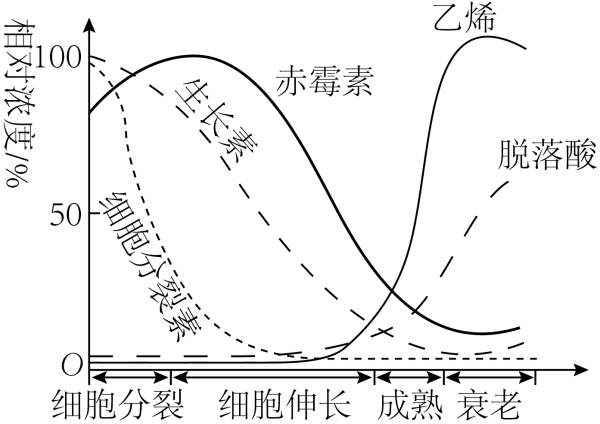 相对浓度/%
100
50
O
乙烯
赤霉素
生长素
脱落酸
细胞分裂素
细胞分裂 细胞伸长 成熟 衰老